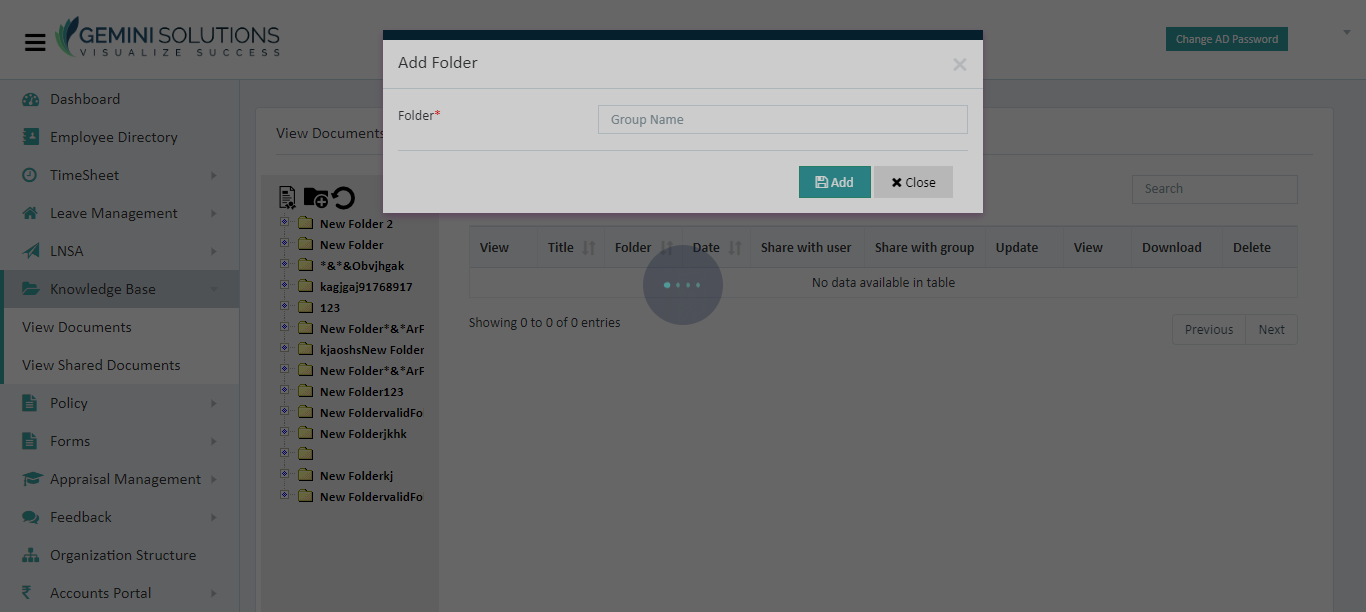 GEMINI SOLUTIONS
VISUALIZE SUCCESS
Change AD Password
Add Folder
Folder*
Group Name
Add
Close
Dashboard
Employee Directory
TimeSheet
Leave Management
LNSA
Knowledge Base
View Documents
View Shared Documents
Policy
Forms
Appraisal Management
Feedback
Organization Structure
Accounts Portal
View Documents
New Folder 2
New Folder
*&*&Obvjhgak
kagjgaj91768917
123
New Folder*&*ArF
kjaoshsNew Folder
New Folder*&*ArF
New Folder123
New FoldervalidFo
New Folderjkhk
New Folderkj
New FoldervalidFo
Search
View Title Folder Date Share with user Share with group Update View Download Delete
No data available in table
Showing 0 to 0 of 0 entries
Previous Next